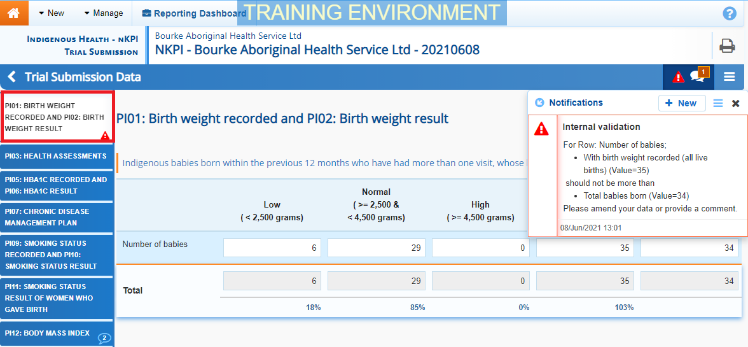 New
Manage
Reporting Dashboard
TRAINING ENVIRONMENT
Indigenous Health - nKPI
Trial Submission
Bourke Aboriginal Health Service Ltd
NKPI - Bourke Aboriginal Health Service Ltd - 20210608
Trial Submission Data
1
PI01: BIRTH WEIGHT
RECORDED AND PI02: BIRTH
WEIGHT RESULT
PI03: HEALTH ASSESSMENTS
PI05: HBA1C RECORDED AND
PI06: HBA1C RESULT
PI07: CHRONIC DISEASE
MANAGEMENT PLAN
PI09: SMOKING STATUS
RECORDED AND PI10:
SMOKING STATUS RESULT
PI11: SMOKING STATUS
RESULT OF WOMEN WHO
GAVE BIRTH
PI12: BODY MASS INDEX
2
PI01: Birth weight recorded and PI02: Birth weight result
Indigenous babies born within the previous 12 months who have had more than one visit, whose
Low
( < 2,500 grams)
Normal
( >= 2,500 &
< 4,500 grams)
High
( >= 4,500 grams)
Number of babies 6 29 0 35 34
Total 6 29 0 35 34
18% 85% 0% 103%
Notifications
+ New
Internal validation
For Row: Number of babies;
• With birth weight recorded (all live
births) (Value=35)
should not be more than
• Total babies born (Value=34)
Please amend your data or provide a comment.
08/Jun/2021 13:01